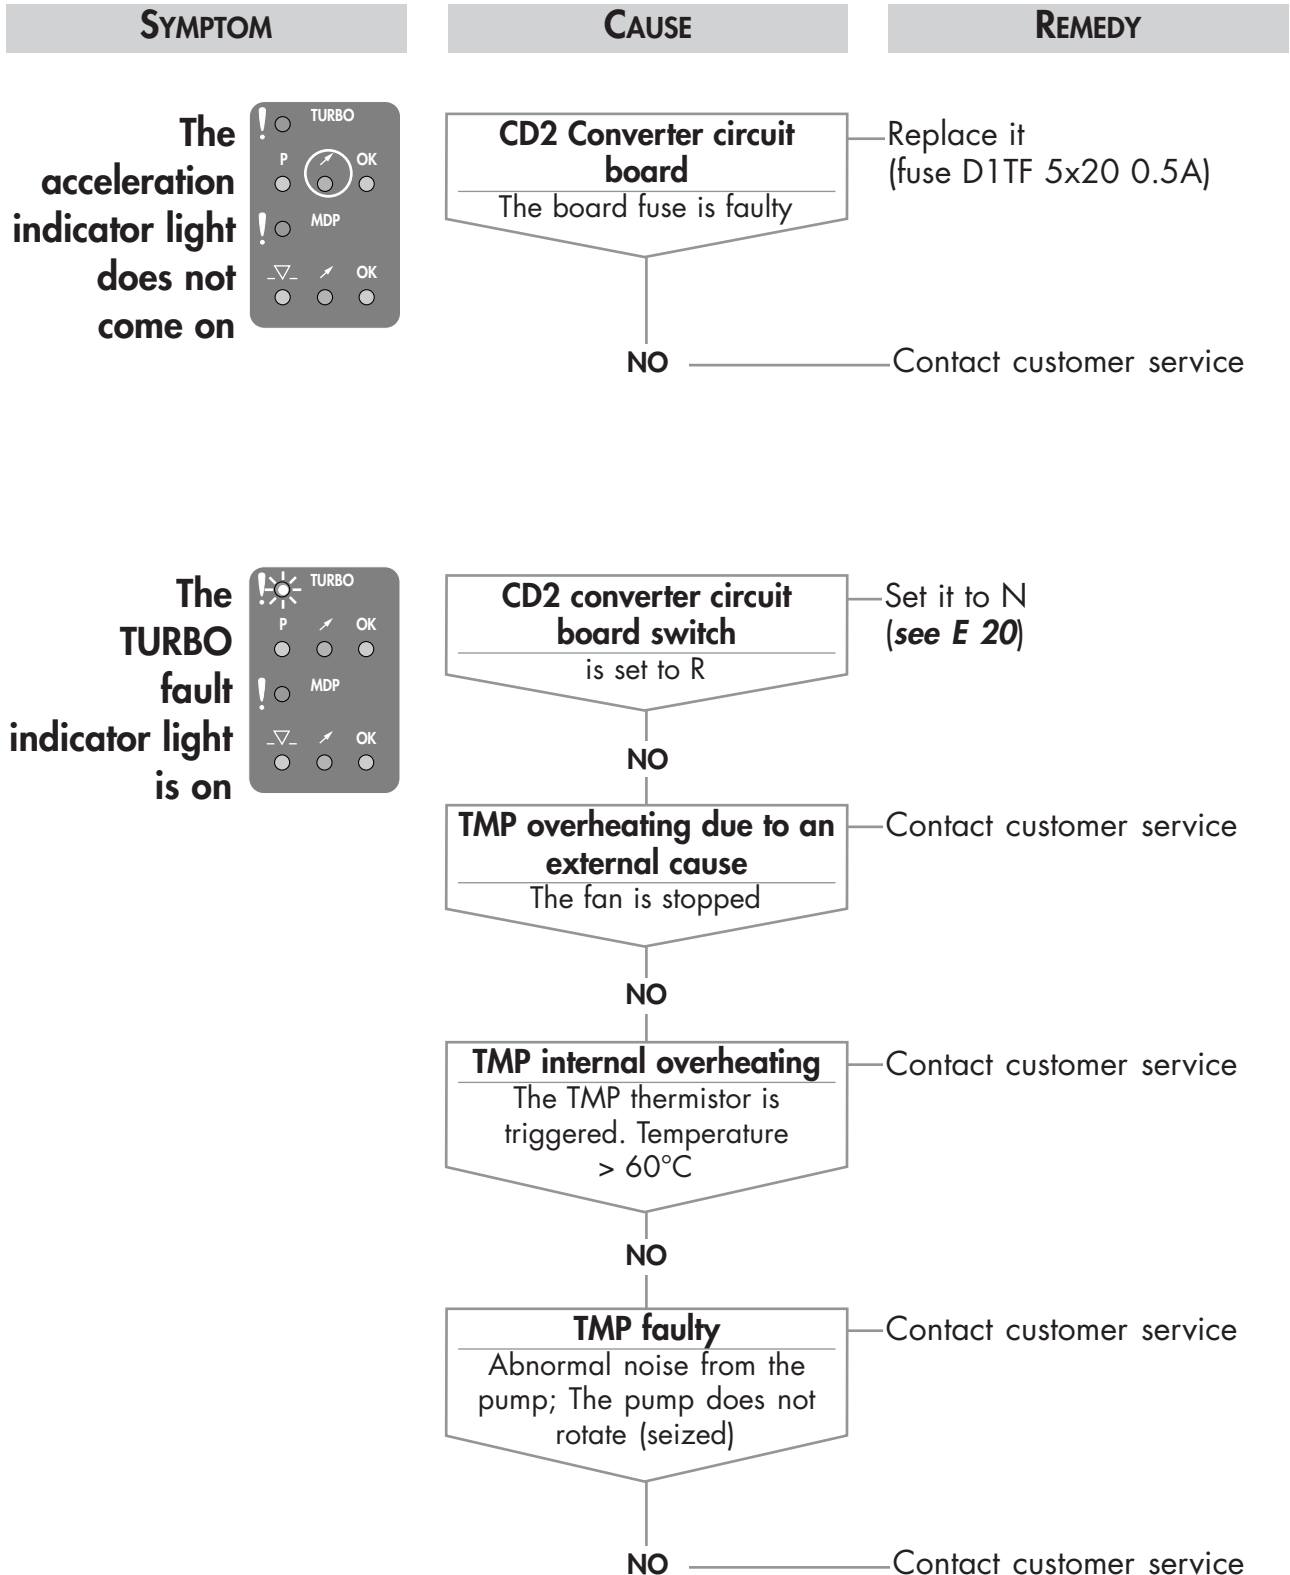 SYMPTOM
CAUSE
REMEDY
The
acceleration
indicator light
does not
come on
! TURBO
P OK
! MDP
OK
CD2 Converter circuit
board
The board fuse is faulty
Replace it
(fuse D1TF 5x20 0.5A)
NO
Contact customer service
The
TURBO
fault
indicator light
is on
! TURBO
P OK
! MDP
OK
CD2 converter circuit
board switch
is set to R
Set it to N
(see E 20)
NO
TMP overheating due to an
external cause
The fan is stopped
Contact customer service
NO
TMP internal overheating
The TMP thermistor is
triggered. Temperature
> 60°C
Contact customer service
NO
TMP faulty
Abnormal noise from the
pump; The pump does not
rotate (seized)
Contact customer service
NO
Contact customer service